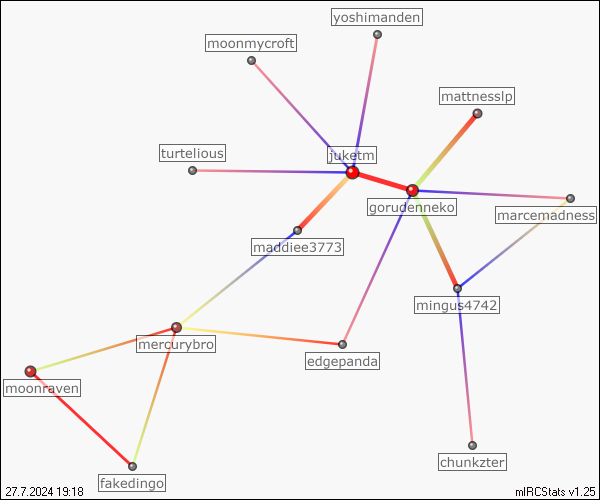 yoshimanden
moonmycroft
mattnesslp
turtelious
juketm
gorudenneko
marcemadness
maddiee3773
mingus4742
mercurybro
edgepanda
moonraven
chunkzter
fakedingo
27.7.2024 19:18
mIRCStats v1.25